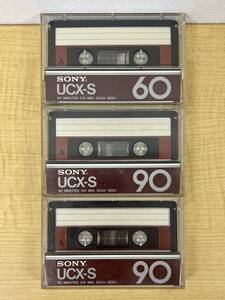 A
SONY
UCX-S 60
60 MINUTES (30 MIN. EACH SIDE)
A
SONY
UCX-S 90
90 MINUTES (45 MIN. EACH SIDE)
A
SONY
UCX-S 90
90 MINUTES (45 MIN. EACH SIDE)